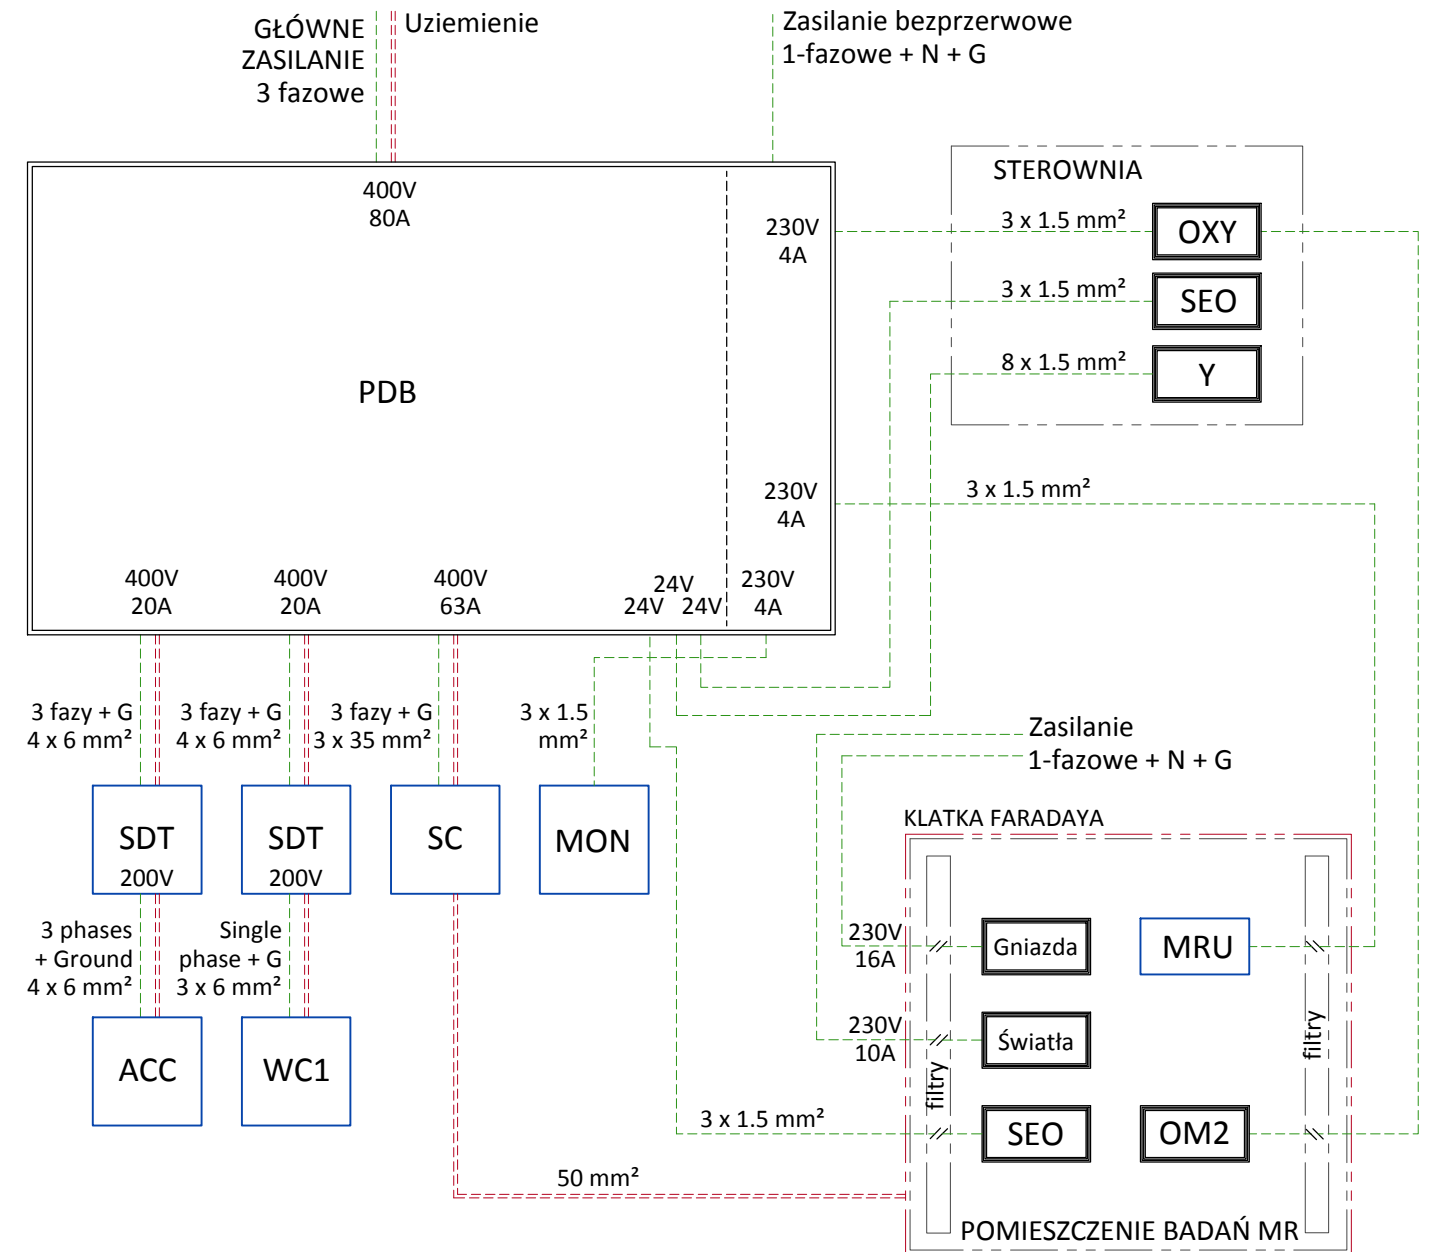 GŁÓWNE
ZASILANIE
3 fazowe
Uziemienie
Zasilanie bezprzerwowe
1-fazowe + N + G
400V
80A
230V
4A
PDB
230V
4A
400V
20A
400V
20A
400V
63A
24V
24V
24V
230V
4A
STEROWNIA
3 x 1.5 mm²
OXY
3 x 1.5 mm²
SEO
8 x 1.5 mm²
Y
3 x 1.5 mm²
3 fazy + G
4 x 6 mm²
3 fazy + G
4 x 6 mm²
3 fazy + G
3 x 35 mm²
3 x 1.5
mm²
Zasilanie
1-fazowe + N + G
SDT
200V
SDT
200V
SC
MON
3 phases
+ Ground
4 x 6 mm²
Single
phase + G
3 x 6 mm²
ACC
WC1
KLATKA FARADAYA
230V
16A
Gniazda
MRU
230V
10A
Światła
filtry
filtry
3 x 1.5 mm²
SEO
OM2
50 mm²
POMIESZCZENIE BADAŃ MR